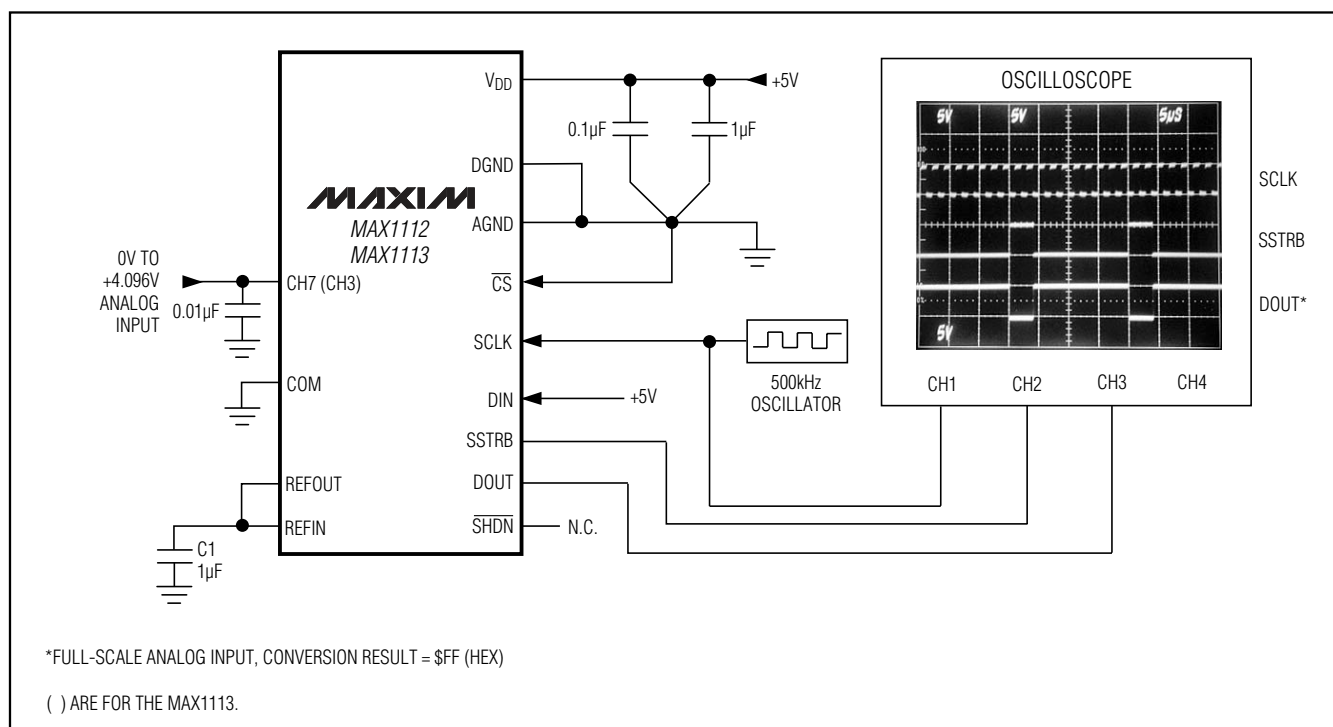 VDD
+5V
OSCILLOSCOPE
5V 5V 5µS
0.1µF
1µF
DGND
SCLK
MAXIM
MAX1112
MAX1113
AGND
SSTRB
0V TO
+4.096V
ANALOG
INPUT
CH7 (CH3)
0.01µF
CS
DOUT*
5V
SCLK
500kHz
OSCILLATOR
CH1 CH2 CH3 CH4
COM
DIN
+5V
SSTRB
REFOUT
DOUT
REFIN
SHDN
N.C.
C1
1µF
*FULL-SCALE ANALOG INPUT, CONVERSION RESULT = $FF (HEX)
( ) ARE FOR THE MAX1113.